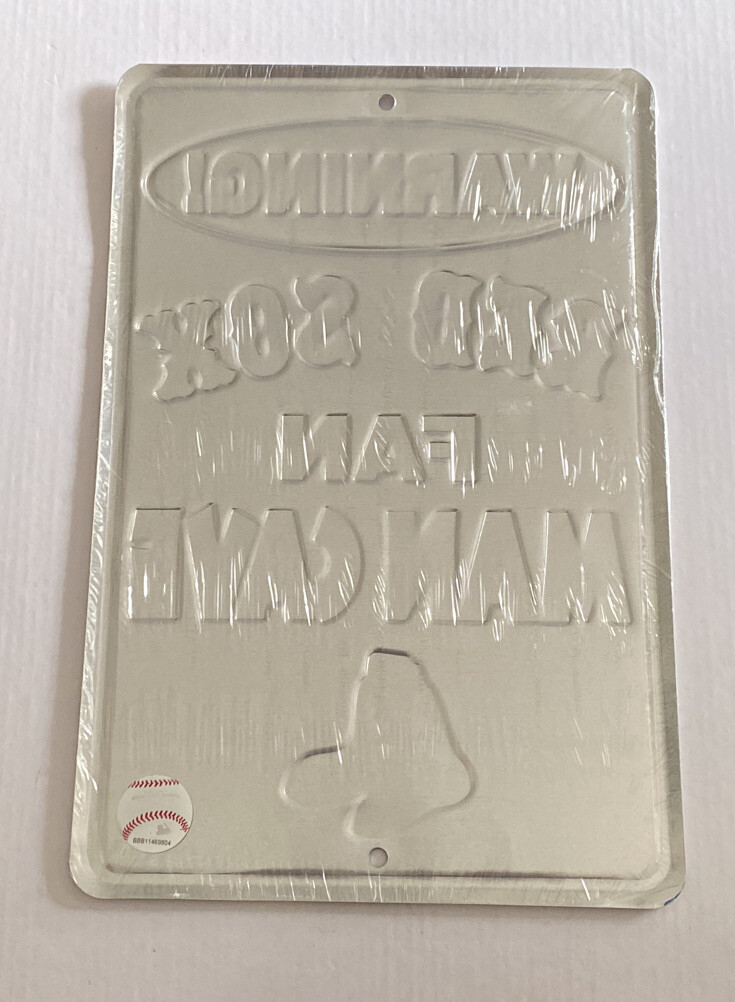 WARNING!
RED SOX
FAN
MAN CAVE